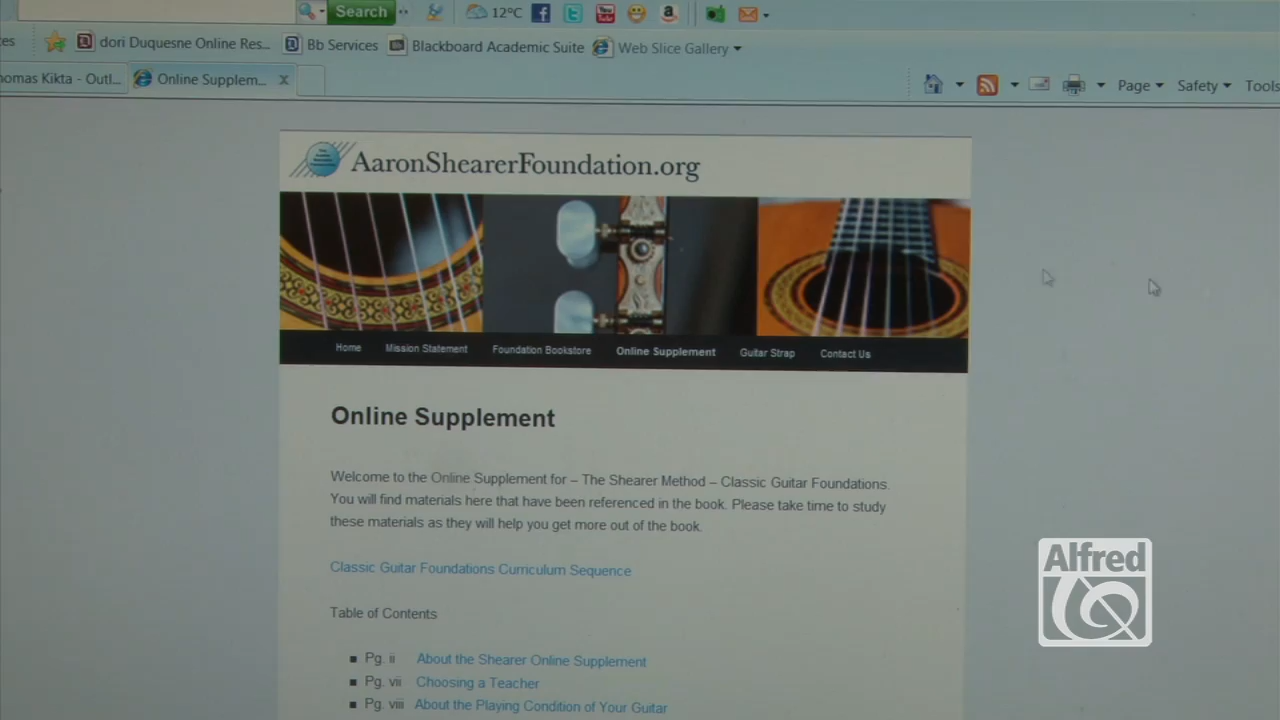 Search
12°C
You
Tube
a
es
dori Duquesne Online Res...
Bb Services
Blackboard Academic Suite
Web Slice Gallery
homas Kikta - Outl...
Online Supplem...
x
Page
Safety
Tools
AaronShearerFoundation.org
Home
Mission Statement
Foundation Bookstore
Online Supplement
Guitar Strap
Contact Us
Online Supplement
Welcome to the Online Supplement for – The Shearer Method – Classic Guitar Foundations.
You will find materials here that have been referenced in the book. Please take time to study
these materials as they will help you get more out of the book.
Classic Guitar Foundations Curriculum Sequence
Table of Contents
Pg. ii About the Shearer Online Supplement
Pg. vii Choosing a Teacher
Pg. viii About the Playing Condition of Your Guitar
Alfred